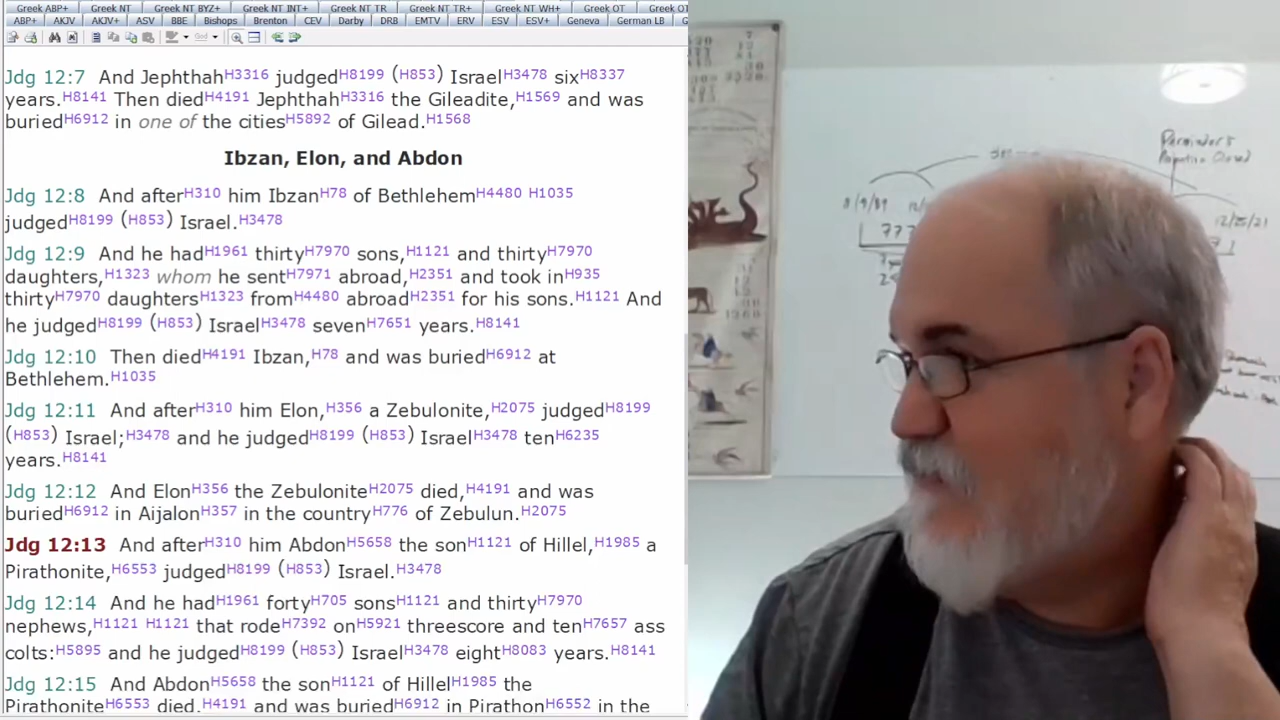 Greek ABP+ Greek NT Greek NT BYZ+ Greek NT INT+ Greek NT TR Greek NT TR+ Greek NT WH+ Greek OT Greek OT
ABP+ AKJV AKJV+ ASV BBE Bishops Brenton CEV Darby DRB EMTV ERV ESV ESV+ Geneva German LB G
Jdg 12:7 And JephthahH3316 judgedH8199 (H853) IsraelH3478 sixH8337
years.H8141 Then diedH4191 JephthahH3316 the Gileadite,H1569 and was
buriedH6912 in one of the citiesH5892 of Gilead.H1568
Ibzan, Elon, and Abdon
Jdg 12:8 And afterH310 him IbzanH78 of BethlehemH4480 H1035
judgedH8199 (H853) Israel.H3478
Jdg 12:9 And he hadH1961 thirtyH7970 sons,H1121 and thirtyH7970
daughters,H1323 whom he sentH7971 abroad,H2351 and took inH935
thirtyH7970 daughtersH1323 fromH4480 abroadH2351 for his sons.H1121 And
he judgedH8199 (H853) IsraelH3478 sevenH7651 years.H8141
Jdg 12:10 Then diedH4191 Ibzan,H78 and was buriedH6912 at
Bethlehem.H1035
Jdg 12:11 And afterH310 him Elon,H356 a Zebulonite,H2075 judgedH8199
(H853) Israel;H3478 and he judgedH8199 (H853) IsraelH3478 tenH6235
years.H8141
Jdg 12:12 And ElonH356 the ZebuloniteH2075 died,H4191 and was
buriedH6912 in AijalonH357 in the countryH776 of Zebulun.H2075
Jdg 12:13 And afterH310 him AbdonH5658 the sonH1121 of Hillel,H1985 a
Pirathonite,H6553 judgedH8199 (H853) Israel.H3478
Jdg 12:14 And he hadH1961 fortyH705 sonsH1121 and thirtyH7970
nephews,H1121 H1121 that rodeH7392 onH5921 threescore and tenH7657 ass
colts:H5895 and he judgedH8199 (H853) IsraelH3478 eightH8083 years.H8141
Jdg 12:15 And AbdonH5658 the sonH1121 of HillelH1985 the
PirathoniteH6553 died,H4191 and was buriedH6912 in PirathonH6552 in the
12/25/21
777
1260